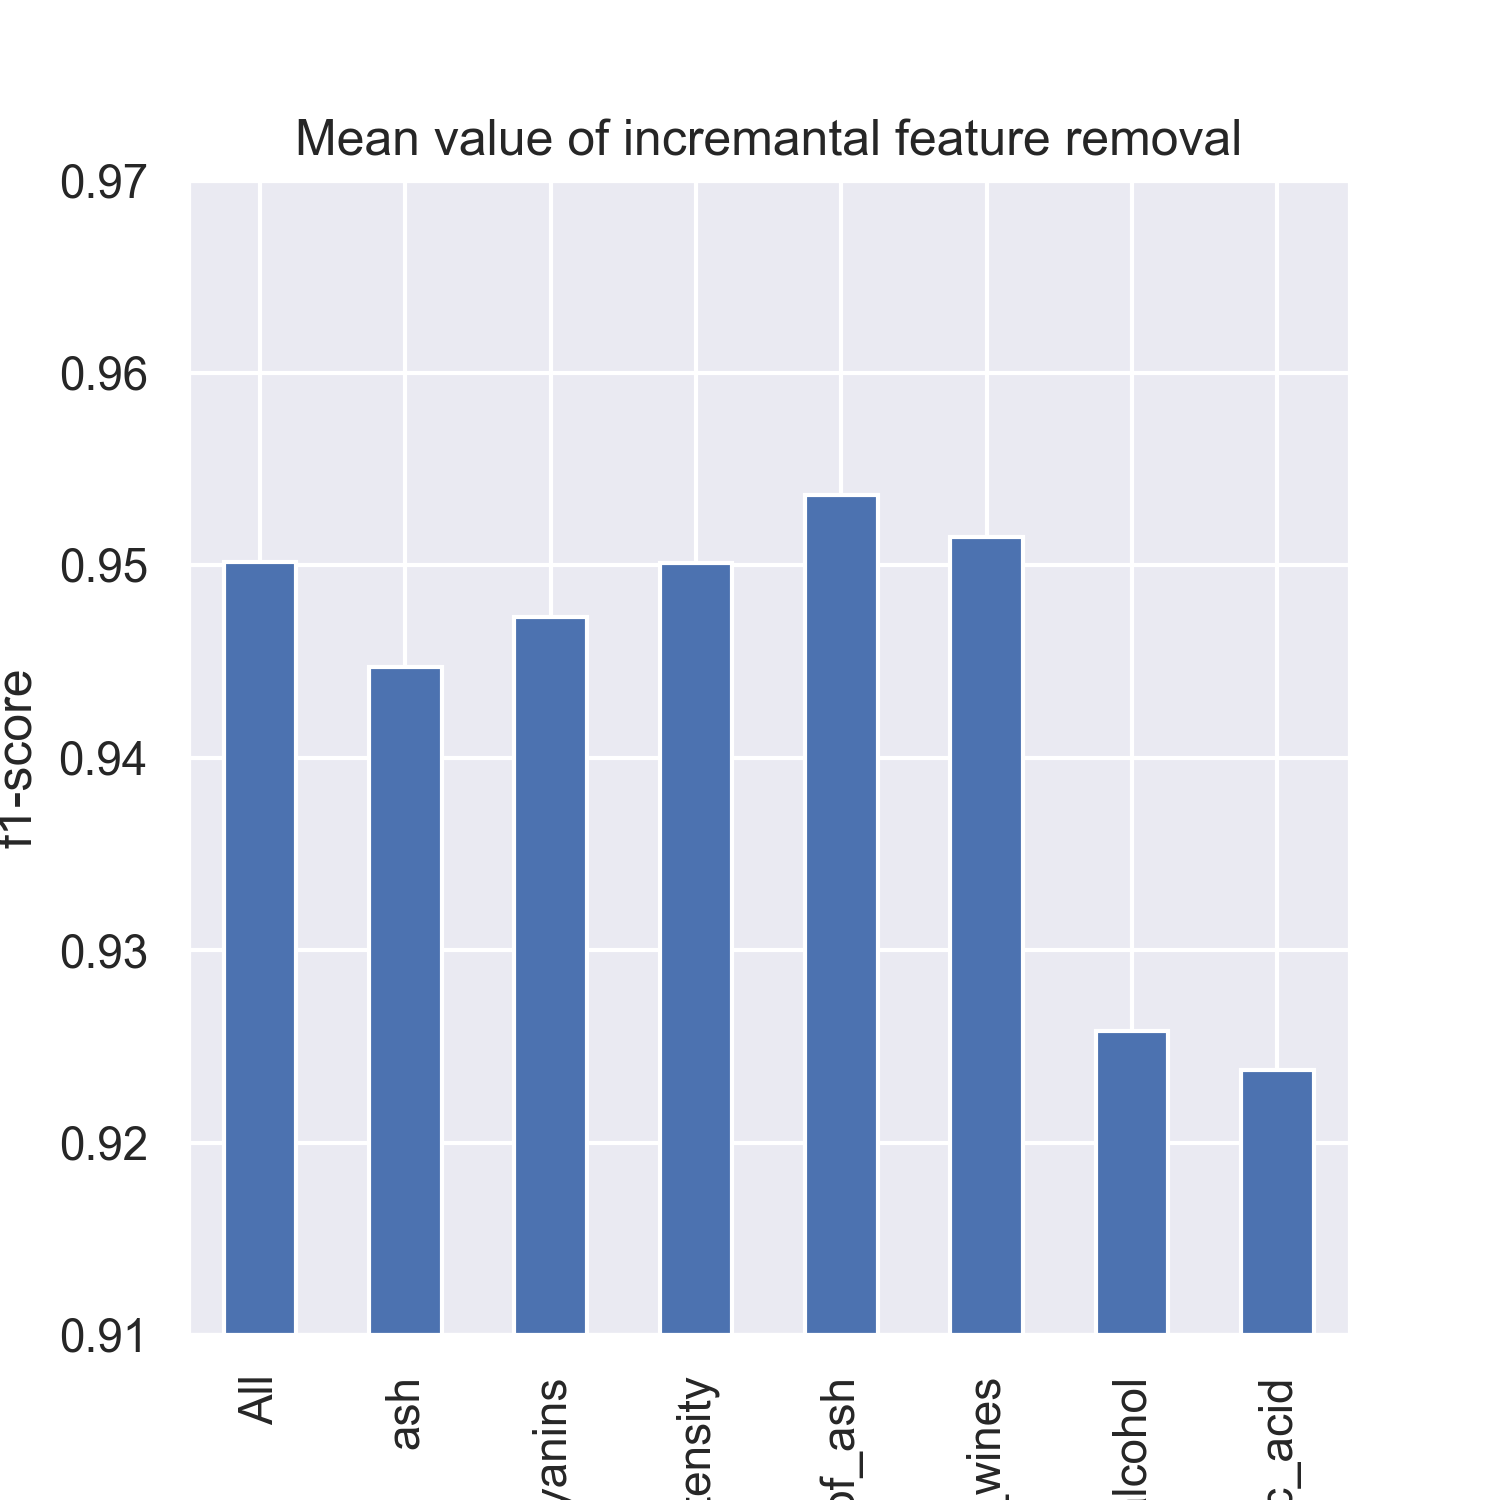 Mean value of incremantal feature removal
0.97
0.96
0.95
0.94
0.93
0.92
0.91
f1-score
All
ash
yanins
tensity
of_ash
_wines
lcohol
c_acid